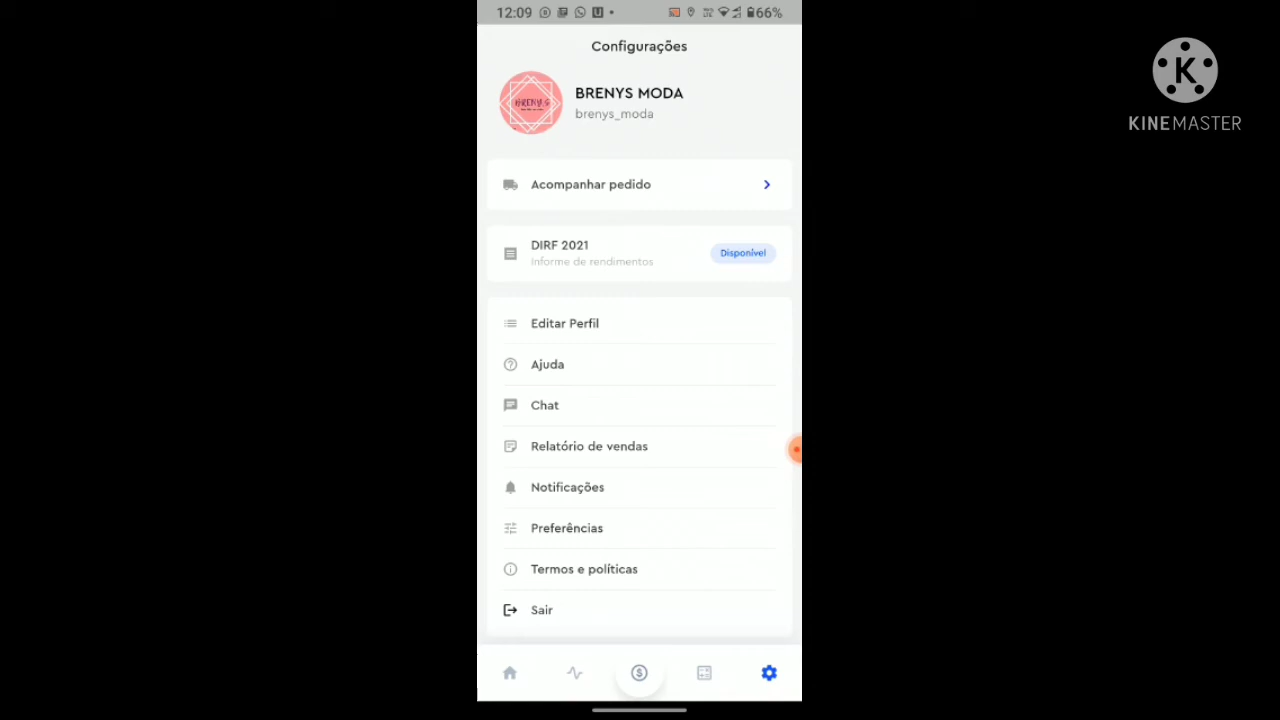 12:09
66%
Configurações
BRENYS
BRENYS MODA
brenys_moda
Acompanhar pedido
DIRF 2021
Informe de rendimentos
Disponível
Editar Perfil
Ajuda
Chat
Relatório de vendas
Notificações
Preferências
Termos e políticas
Sair
K
KINEMASTER